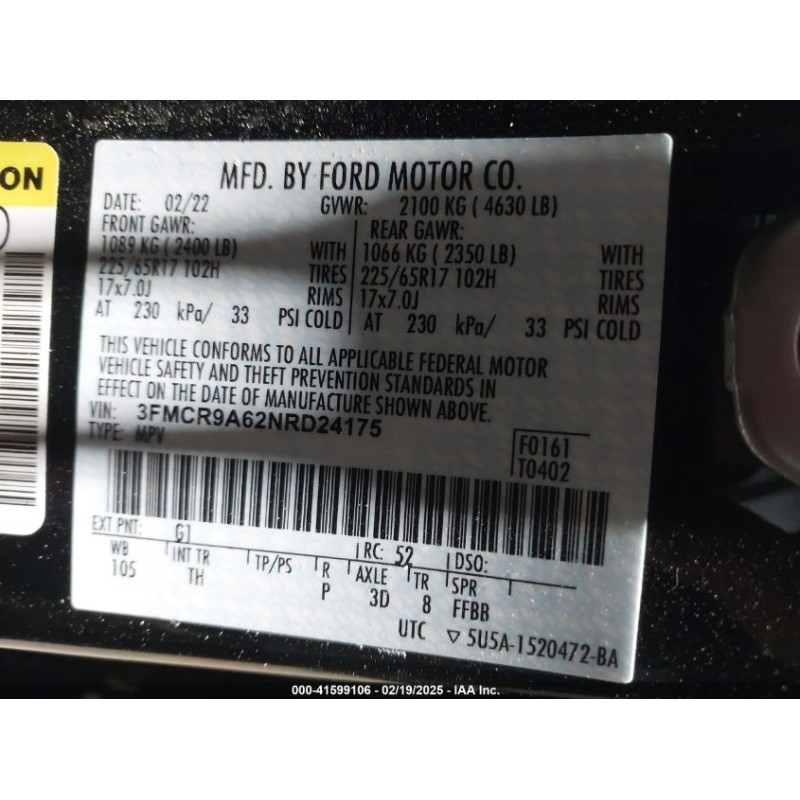 ON
MFD. BY FORD MOTOR CO.
DATE: 02/22 GVWR: 2100 KG ( 4630 LB)
FRONT GAWR: REAR GAWR:
1089 KG ( 2400 LB) WITH 1066 KG ( 2350 LB) WITH
225/65R17 102H TIRES 225/65R17 102H TIRES
17x7.0J RIMS 17x7.0J RIMS
AT 230 kPa/ 33 PSI COLD AT 230 kPa/ 33 PSI COLD
THIS VEHICLE CONFORMS TO ALL APPLICABLE FEDERAL MOTOR
VEHICLE SAFETY AND THEFT PREVENTION STANDARDS IN
EFFECT ON THE DATE OF MANUFACTURE SHOWN ABOVE.
VIN: 3FMCR9A62NRD24175
TYPE: MPV
F0161
T0402
EXT PNT: G1 RC: 52 DSO:
WB INT TR TP/PS R AXLE TR SPR
105 TH P 3D 8 FFBB
UTC ▽ 5U5A-1520472-BA
000-41599106 - 02/19/2025 - IAA Inc.